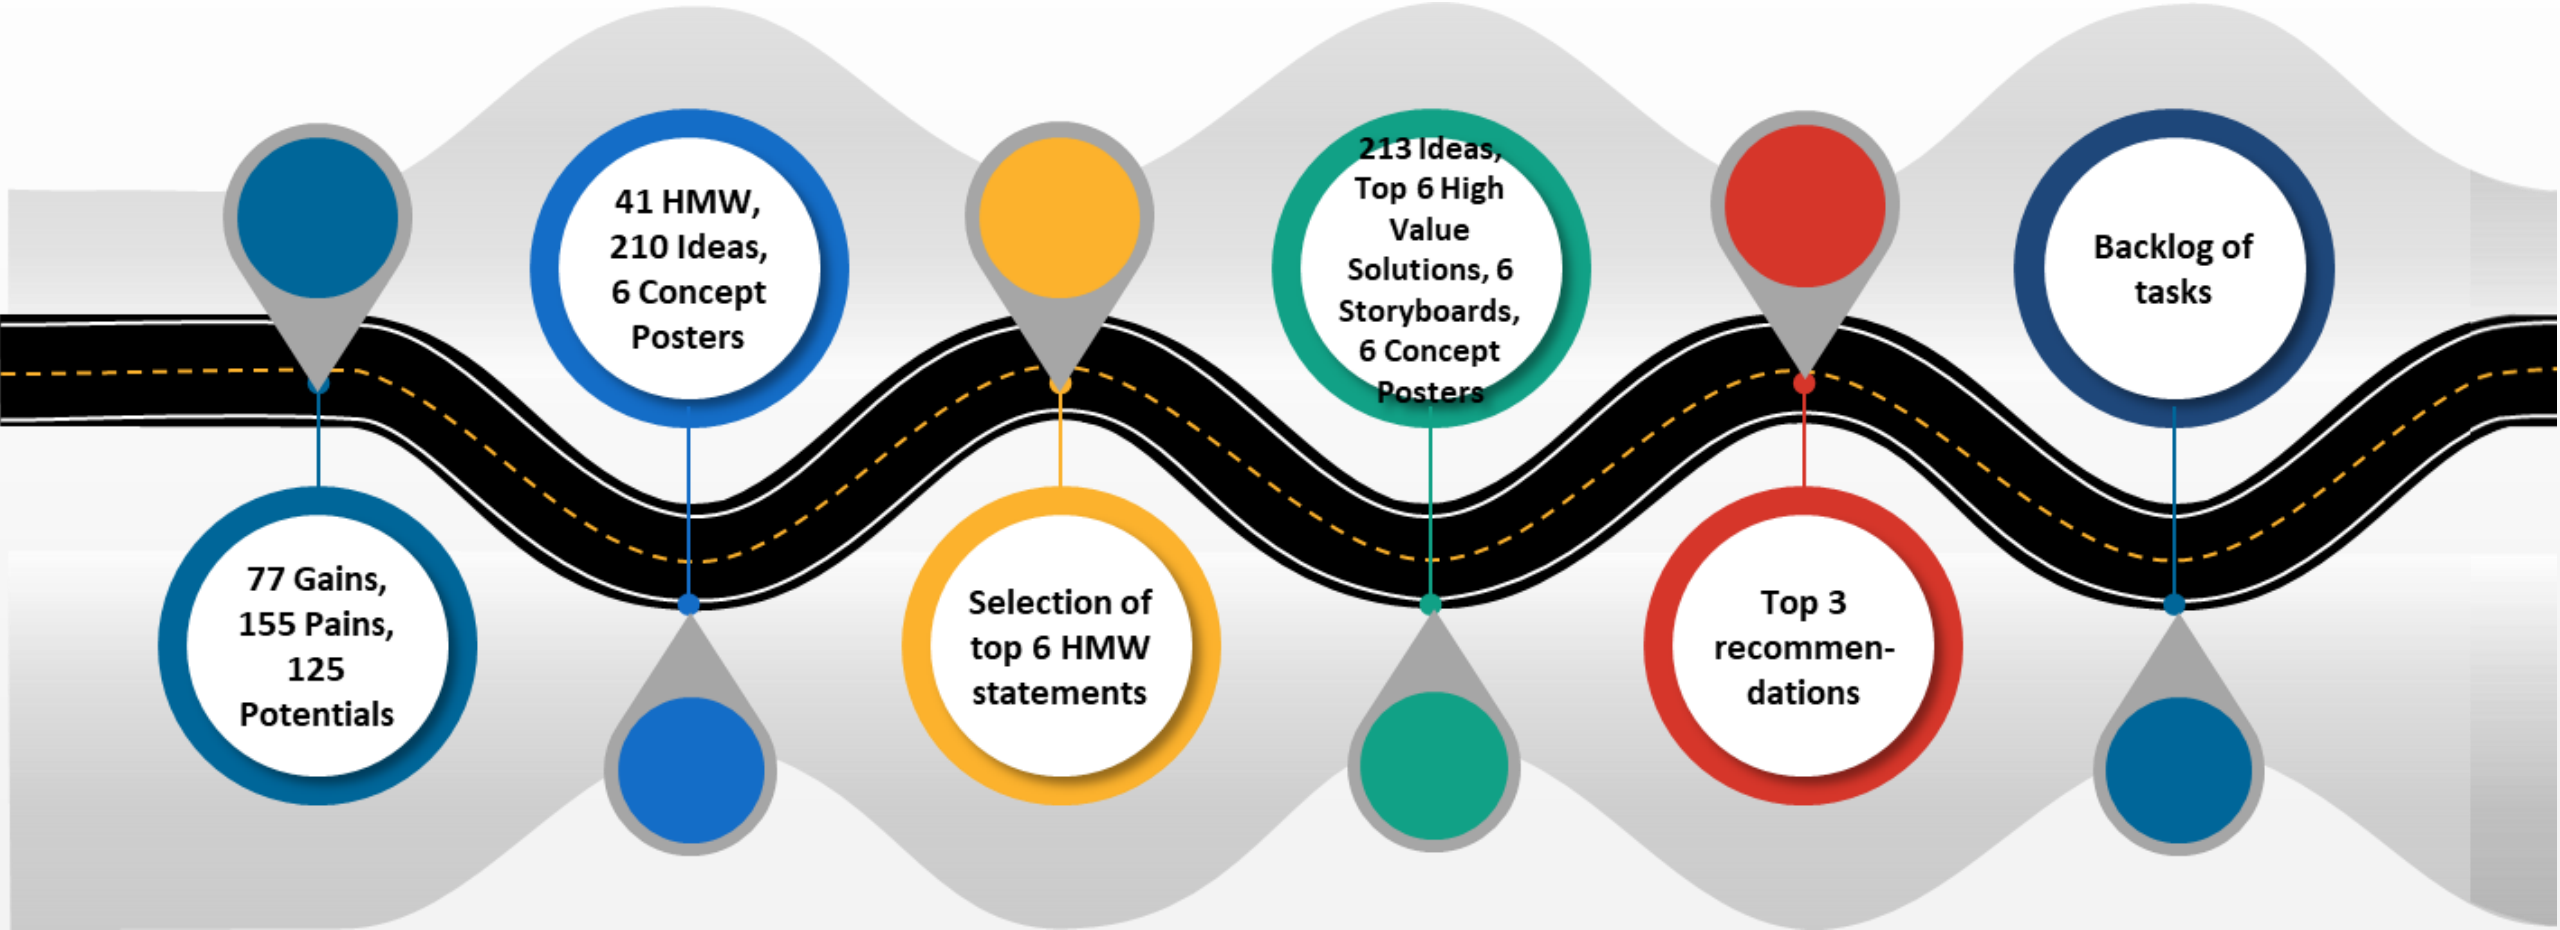 77 Gains,
155 Pains,
125
Potentials
41 HMW,
210 Ideas,
6 Concept
Posters
Selection of
top 6 HMW
statements
213 Ideas,
Top 6 High
Value
Solutions, 6
Storyboards,
6 Concept
Posters
Top 3
recommen-
dations
Backlog of
tasks